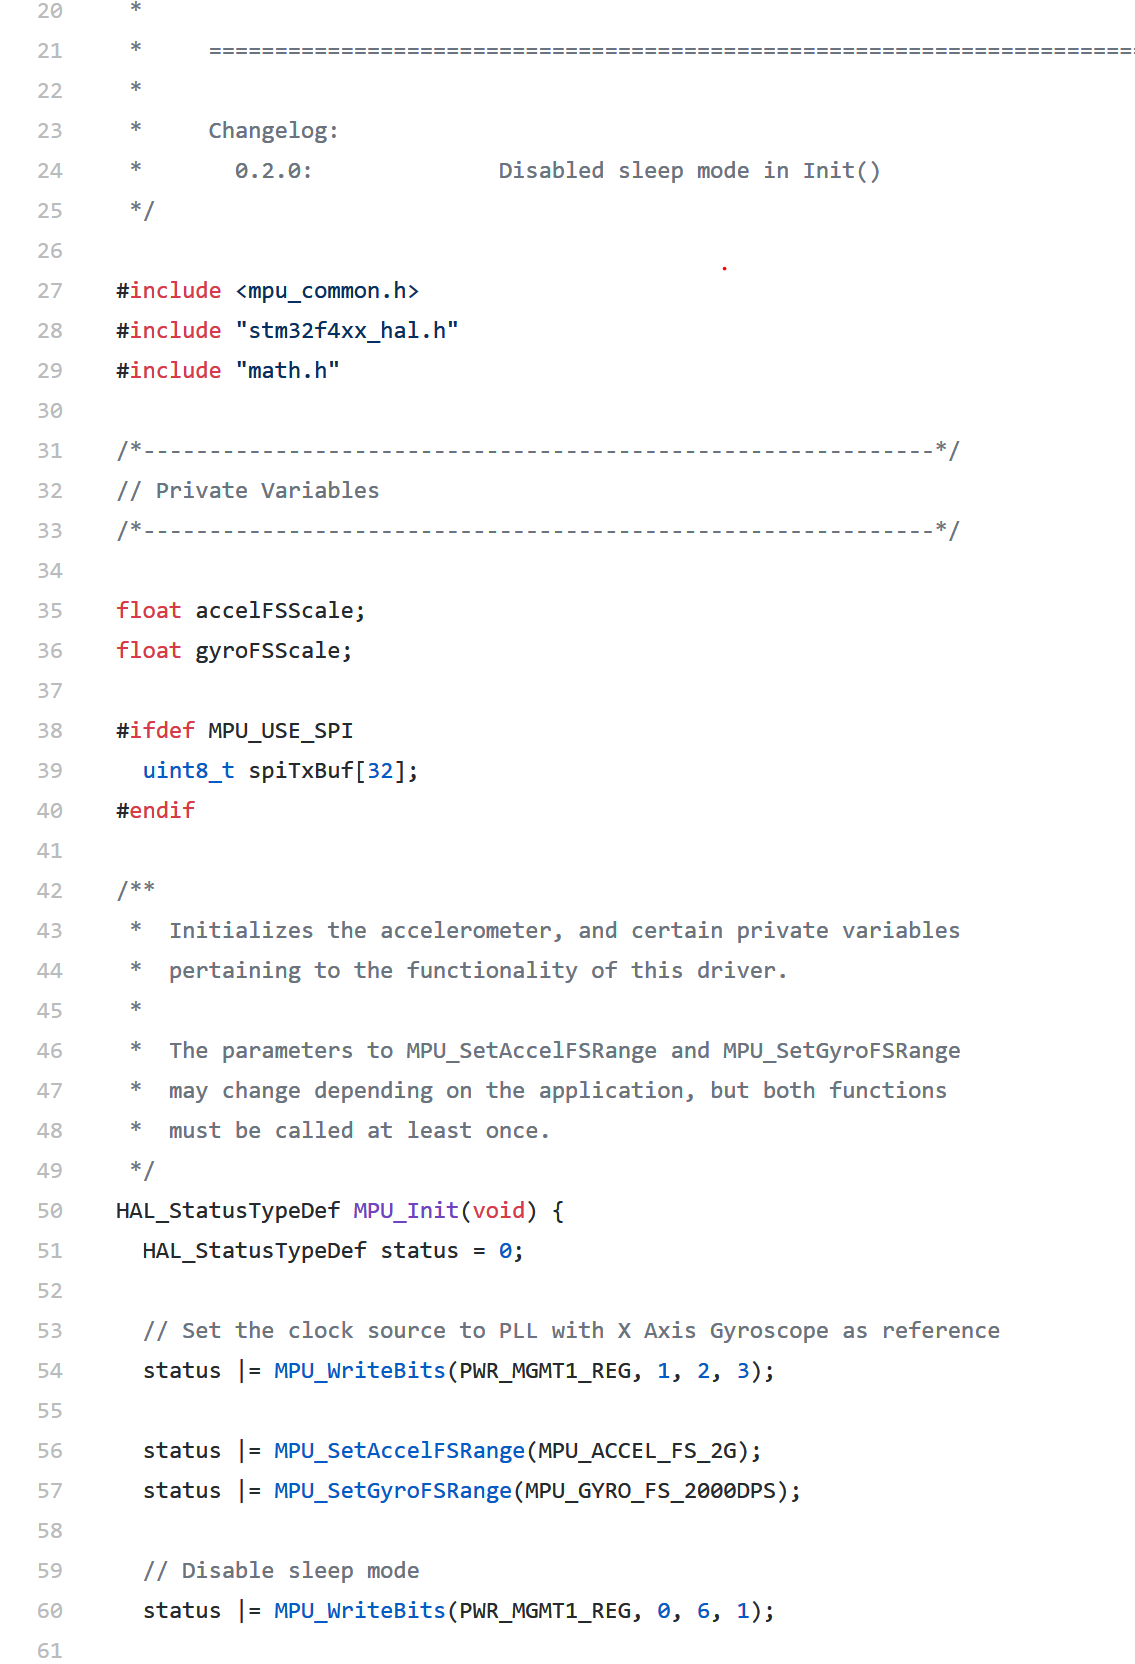 20 *
21 * ======================================================================
22 *
23 * Changelog:
24 * 0.2.0: Disabled sleep mode in Init()
25 */
26
27 #include <mpu_common.h>
28 #include "stm32f4xx_hal.h"
29 #include "math.h"
30
31 /*------------------------------------------------------------*/
32 // Private Variables
33 /*------------------------------------------------------------*/
34
35 float accelFSScale;
36 float gyroFSScale;
37
38 #ifdef MPU_USE_SPI
39 uint8_t spiTxBuf[32];
40 #endif
41
42 /**
43 * Initializes the accelerometer, and certain private variables
44 * pertaining to the functionality of this driver.
45 *
46 * The parameters to MPU_SetAccelFSRange and MPU_SetGyroFSRange
47 * may change depending on the application, but both functions
48 * must be called at least once.
49 */
50 HAL_StatusTypeDef MPU_Init(void) {
51 HAL_StatusTypeDef status = 0;
52
53 // Set the clock source to PLL with X Axis Gyroscope as reference
54 status |= MPU_WriteBits(PWR_MGMT1_REG, 1, 2, 3);
55
56 status |= MPU_SetAccelFSRange(MPU_ACCEL_FS_2G);
57 status |= MPU_SetGyroFSRange(MPU_GYRO_FS_2000DPS);
58
59 // Disable sleep mode
60 status |= MPU_WriteBits(PWR_MGMT1_REG, 0, 6, 1);
61